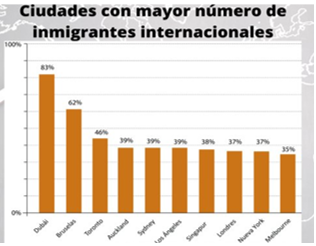 Ciudades con mayor número de
inmigrantes internacionales
100%
83%
62%
46%
39%
39%
39%
38%
37%
37%
35%
0%
Dubái
Bruselas
Toronto
Auckland
Sydney
Los Ángeles
Singapur
Londres
Nueva York
Melbourne